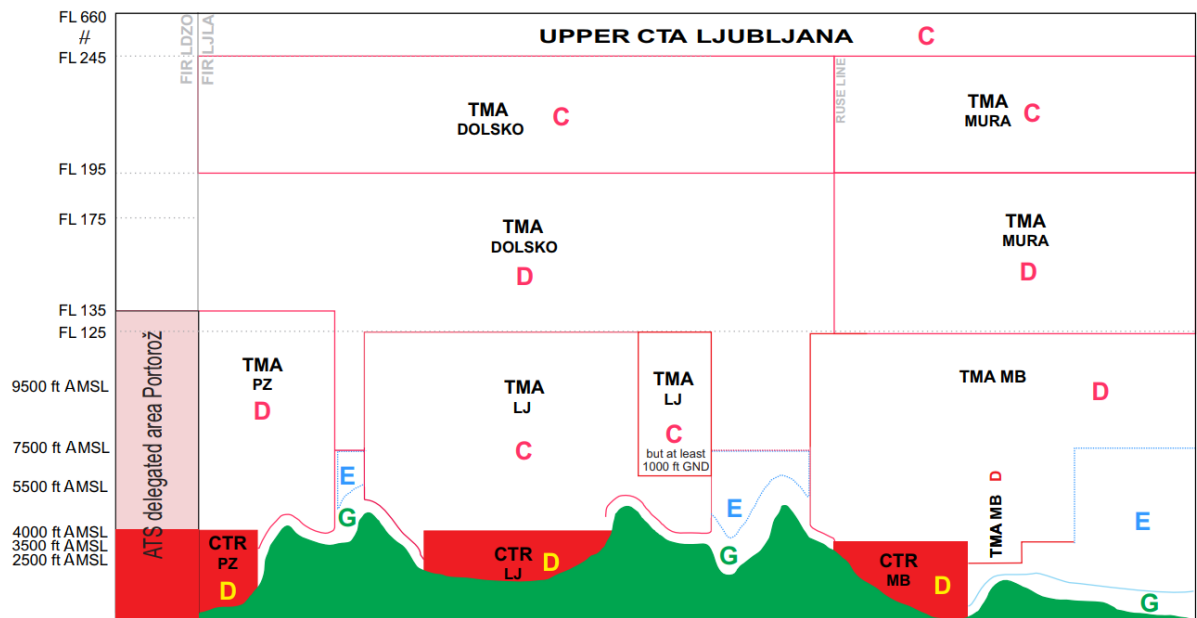 FL 660
#
FL 245
FIR LDZO
FIR LJLA
UPPER CTA LJUBLJANA C
RUSE LINE
TMA
DOLSKO
C
TMA
MURA
C
FL 195
FL 175
TMA
DOLSKO
D
TMA
MURA
D
FL 135
FL 125
ATS delegated area Portorož
TMA
PZ
D
TMA
LJ
C
TMA
LJ
C
but at least
1000 ft GND
TMA MB
D
9500 ft AMSL
7500 ft AMSL
5500 ft AMSL
4000 ft AMSL
3500 ft AMSL
2500 ft AMSL
E
G
E
G
TMA MB D
E
G
CTR
PZ
D
CTR
LJ
D
CTR
MB
D